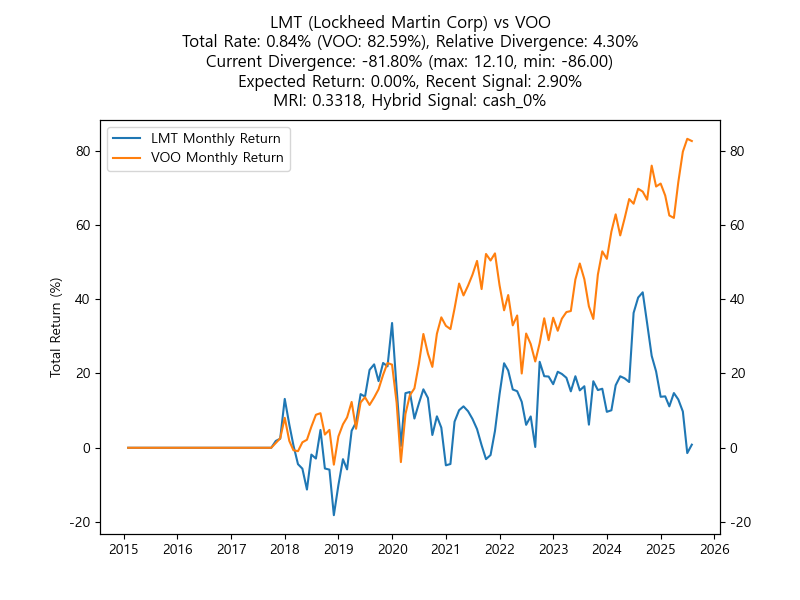 LMT (Lockheed Martin Corp) vs VOO
Total Rate: 0.84% (VOO: 82.59%), Relative Divergence: 4.30%
Current Divergence: -81.80% (max: 12.10, min: -86.00)
Expected Return: 0.00%, Recent Signal: 2.90%
MRI: 0.3318, Hybrid Signal: cash_0%
LMT Monthly Return
VOO Monthly Return
Total Return (%)
80
60
40
20
0
-20
80
60
40
20
0
-20
2015 2016 2017 2018 2019 2020 2021 2022 2023 2024 2025 2026